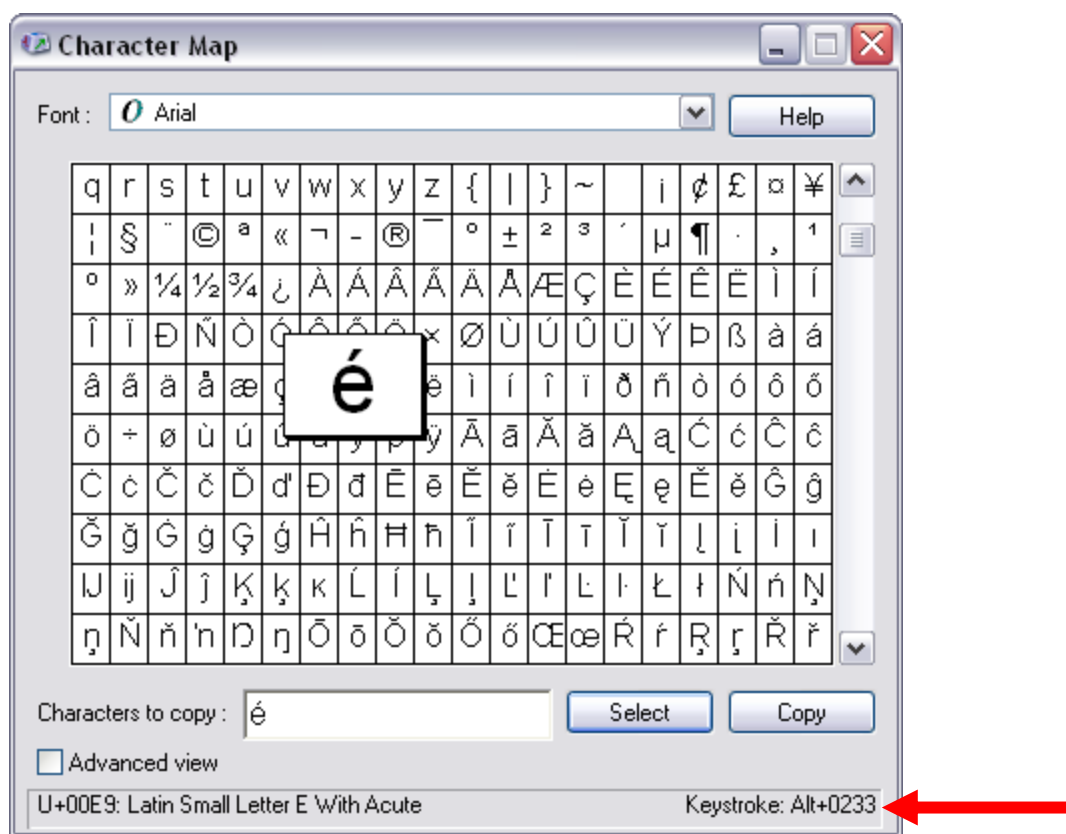 Character Map
Font : O Arial Help
q r s t u v w x y z { | } ~ ¡ ¢ £ ¤ ¥
¦ § ¨ © ª « ¬ - ® ¯ ° ± ² ³ ´ µ ¶ · ¸ ¹
º » ¼ ½ ¾ ¿ À Á Â Ã Ä Å Æ Ç È É Ê Ë Ì Í
Î Ï Ð Ñ Ò Ó Ô Õ Ö × Ø Ù Ú Û Ü Ý Þ ß à á
é
â ã ä å æ ë ì í î ï ð ñ ò ó ô õ
ö ÷ ø ù ú û ÿ Ā ā Ă ă Ą ą Ć ć Ĉ ĉ
Ċ ċ Č č Ď ď Đ đ Ē ē Ĕ ĕ Ė ė Ę ę Ě ě Ĝ ĝ
Ğ ğ Ġ ġ Ģ ģ Ĥ ĥ Ħ ħ Ĩ ĩ Ī ī Ĭ ĭ Į į İ ı
IJ ij Ĵ ĵ Ķ ķ ĸ Ĺ ĺ Ļ ļ Ľ ľ Ŀ ŀ Ł ł Ń ń Ņ
ņ Ň ň ŉ Ŋ ŋ Ō ō Ŏ ŏ Ő ő Œ œ Ŕ ŕ Ŗ ŗ Ř ř
Characters to copy : é Select Copy
Advanced view
U+00E9: Latin Small Letter E With Acute Keystroke: Alt+0233